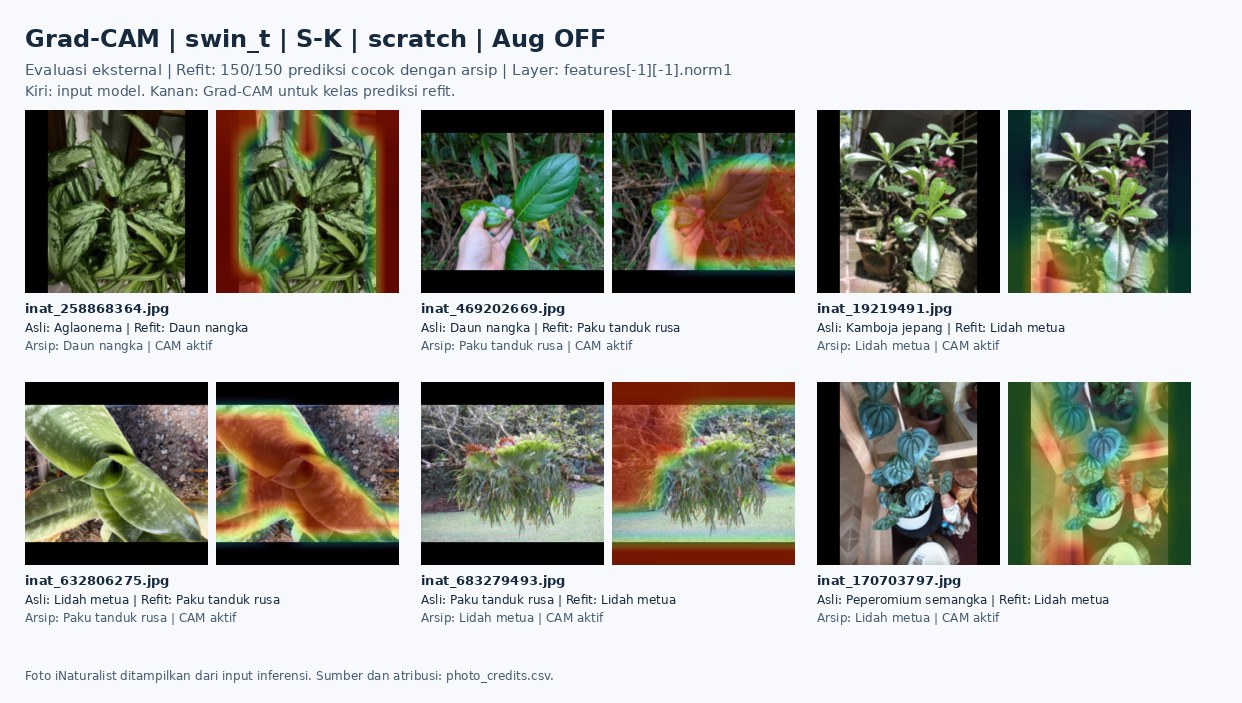 Grad-CAM | swin_t | S-K | scratch | Aug OFF
Evaluasi eksternal | Refit: 150/150 prediksi cocok dengan arsip | Layer: features[-1][-1].norm1
Kiri: input model. Kanan: Grad-CAM untuk kelas prediksi refit.
inat_258868364.jpg
Asli: Aglaonema | Refit: Daun nangka
Arsip: Daun nangka | CAM aktif
inat_469202669.jpg
Asli: Daun nangka | Refit: Paku tanduk rusa
Arsip: Paku tanduk rusa | CAM aktif
inat_19219491.jpg
Asli: Kamboja jepang | Refit: Lidah metua
Arsip: Lidah metua | CAM aktif
inat_632806275.jpg
Asli: Lidah metua | Refit: Paku tanduk rusa
Arsip: Paku tanduk rusa | CAM aktif
inat_683279493.jpg
Asli: Paku tanduk rusa | Refit: Lidah metua
Arsip: Lidah metua | CAM aktif
inat_170703797.jpg
Asli: Peperomium semangka | Refit: Lidah metua
Arsip: Lidah metua | CAM aktif
Foto iNaturalist ditampilkan dari input inferensi. Sumber dan atribusi: photo_credits.csv.